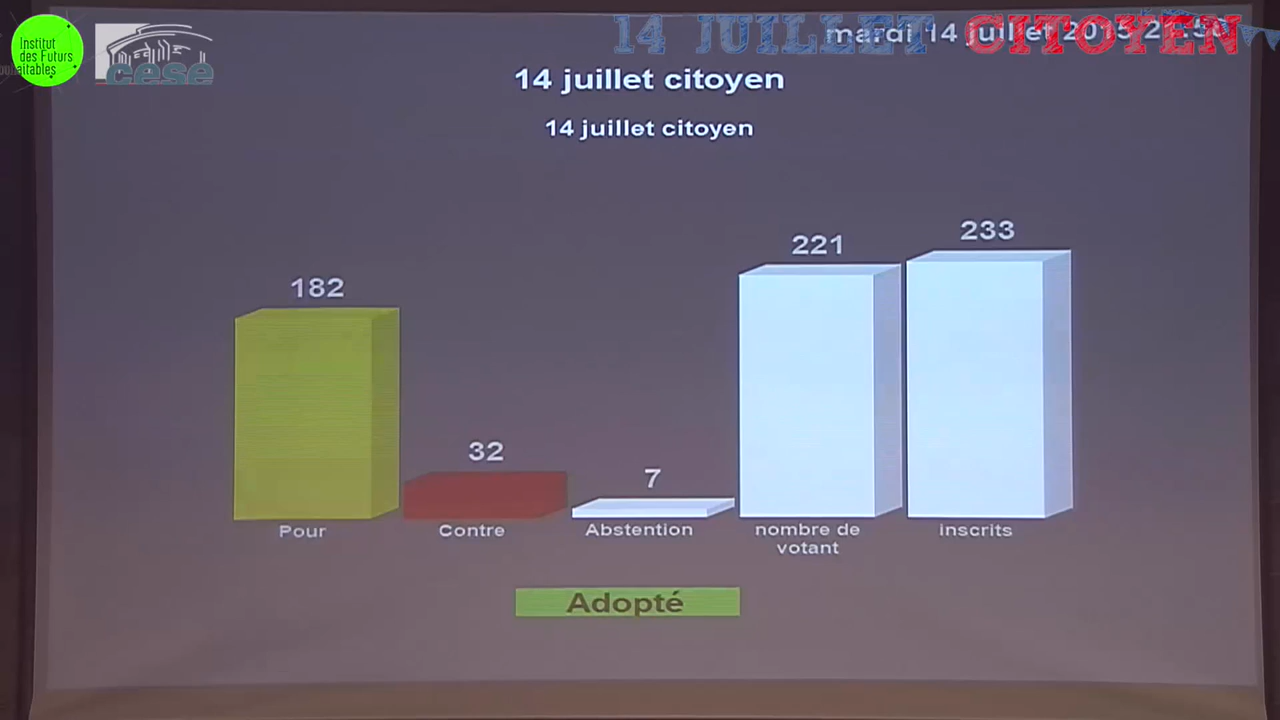 Institut
des Futurs
souhaitables
cese
14 JUILLET CITOYEN
mardi 14 juillet 2015
14 juillet citoyen
14 juillet citoyen
182
32
7
221
233
Pour
Contre
Abstention
nombre de
votant
inscrits
Adopté